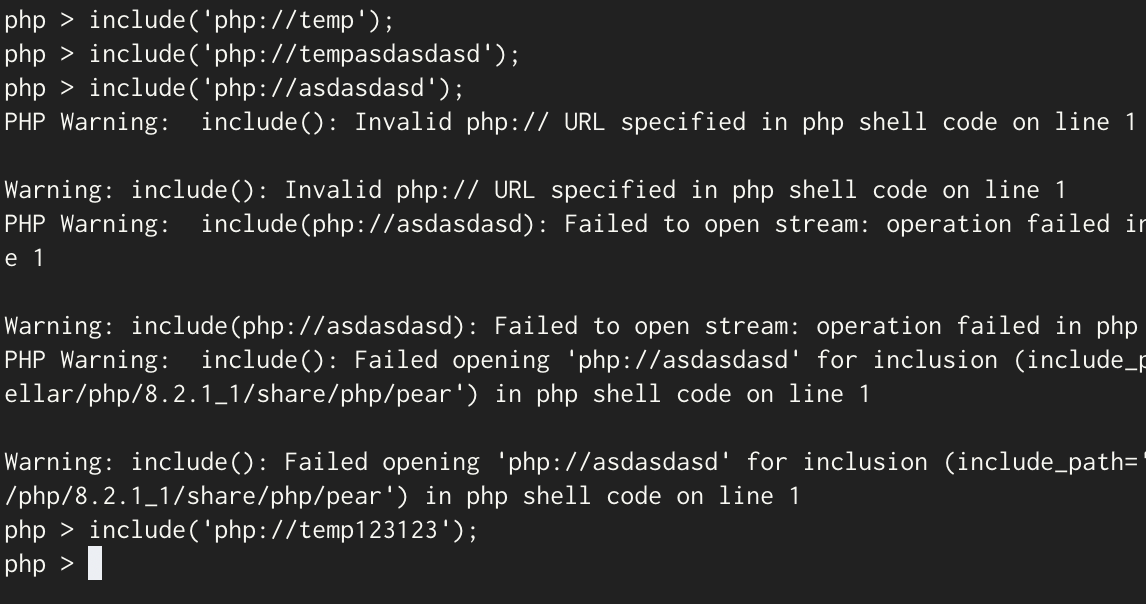 php > include('php://temp');
php > include('php://tempasdasdasd');
php > include('php://asdasdasd');
PHP Warning:  include(): Invalid php:// URL specified in php shell code on line 1
Warning: include(): Invalid php:// URL specified in php shell code on line 1
PHP Warning:  include(php://asdasdasd): Failed to open stream: operation failed in
e 1
Warning: include(php://asdasdasd): Failed to open stream: operation failed in php
PHP Warning:  include(): Failed opening 'php://asdasdasd' for inclusion (include_p
ellar/php/8.2.1_1/share/php/pear') in php shell code on line 1
Warning: include(): Failed opening 'php://asdasdasd' for inclusion (include_path='
/php/8.2.1_1/share/php/pear') in php shell code on line 1
php > include('php://temp123123');
php >